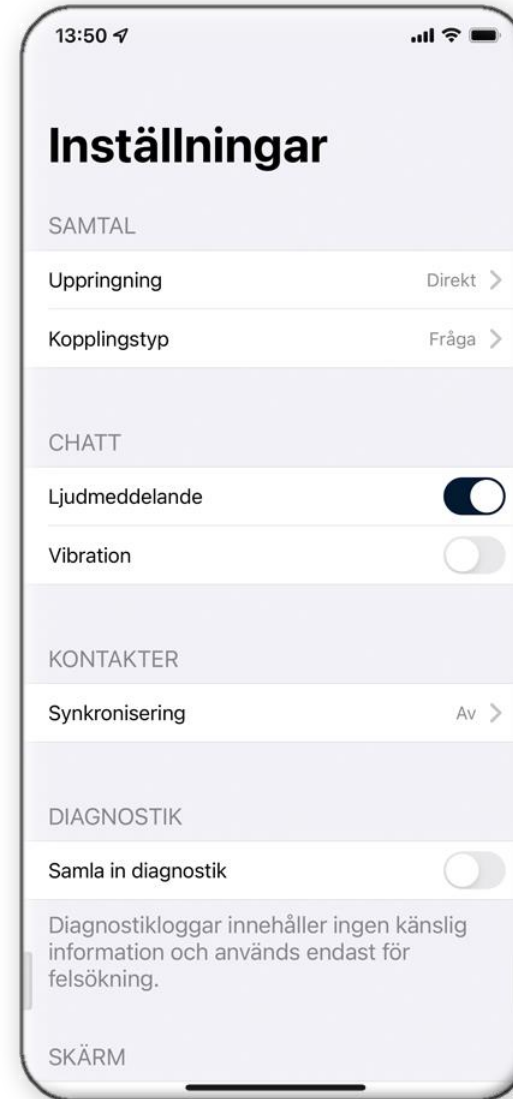 13:50
Inställningar
SAMTAL
Uppringning Direkt
Kopplingstyp Fråga
CHATT
Ljudmeddelande
Vibration
KONTAKTER
Synkronisering Av
DIAGNOSTIK
Samla in diagnostik
Diagnostikloggar innehåller ingen känslig
information och används endast för
felsökning.
SKÄRM